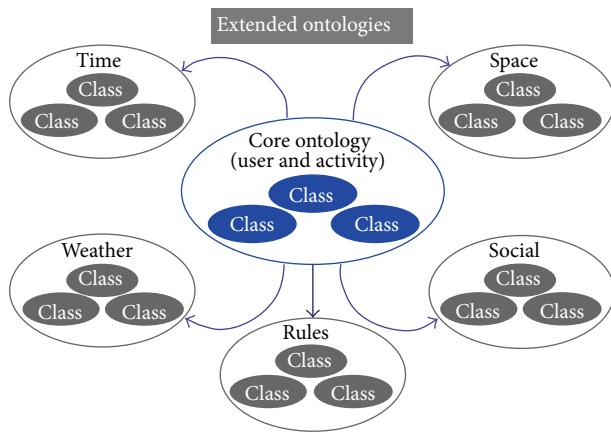 Extended ontologies
Time
Class
Class
Class
Space
Class
Class
Class
Core ontology
(user and activity)
Class
Class
Class
Weather
Class
Class
Class
Social
Class
Class
Class
Rules
Class
Class
Class